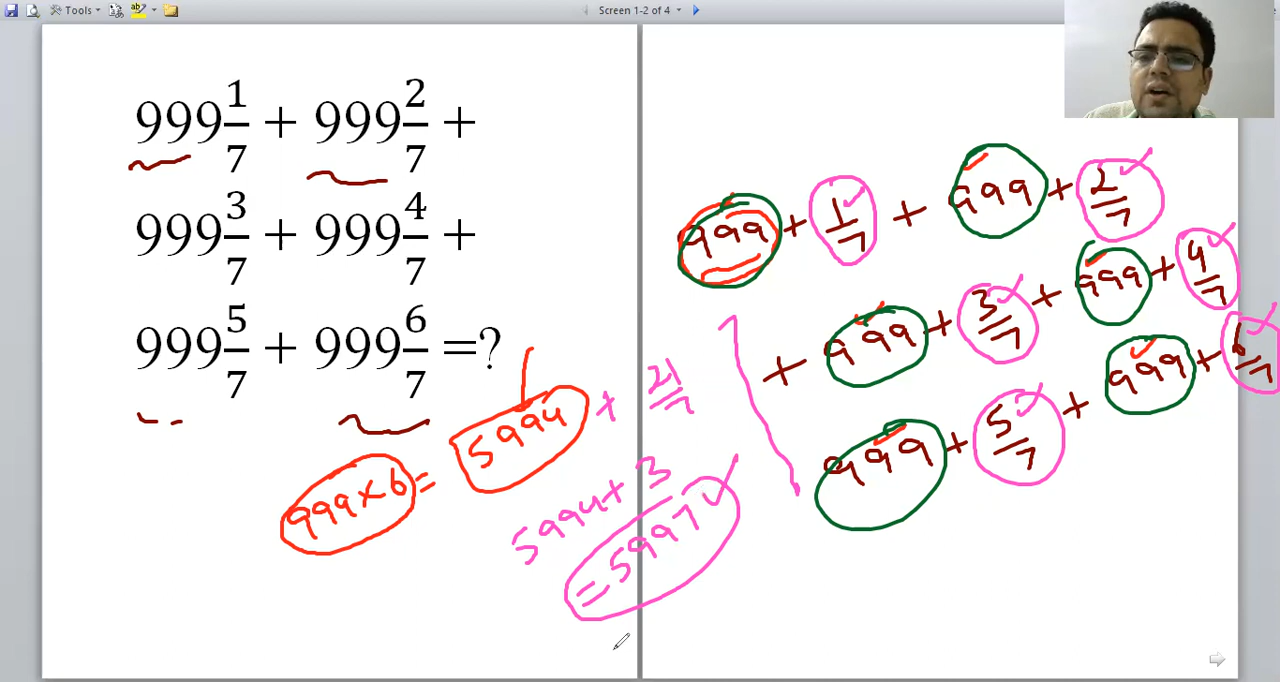 Tools
Screen 1-2 of 4
999 1/7 + 999 2/7 +
999 3/7 + 999 4/7 +
999 5/7 + 999 6/7 =?
999×6 = 5994 + 21/7
5994+3
=5997
999 + 1/7 + 999 + 2/7
+ 999 + 3/7 + 999 + 4/7
999 + 5/7 + 999 + 6/7